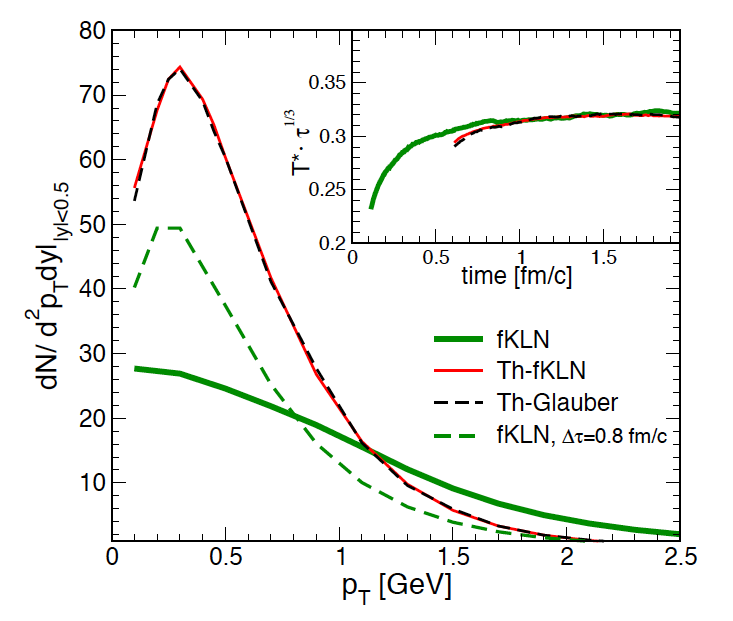 80
70
60
50
40
30
20
10
dN/ d²p_Tdy|_|y|<0.5
0 0.5 1 1.5 2 2.5
p_T [GeV]
0.35
0.3
0.25
0.2
T*· τ^1/3
0 0.5 1 1.5
time [fm/c]
fKLN
Th-fKLN
Th-Glauber
fKLN, Δτ=0.8 fm/c